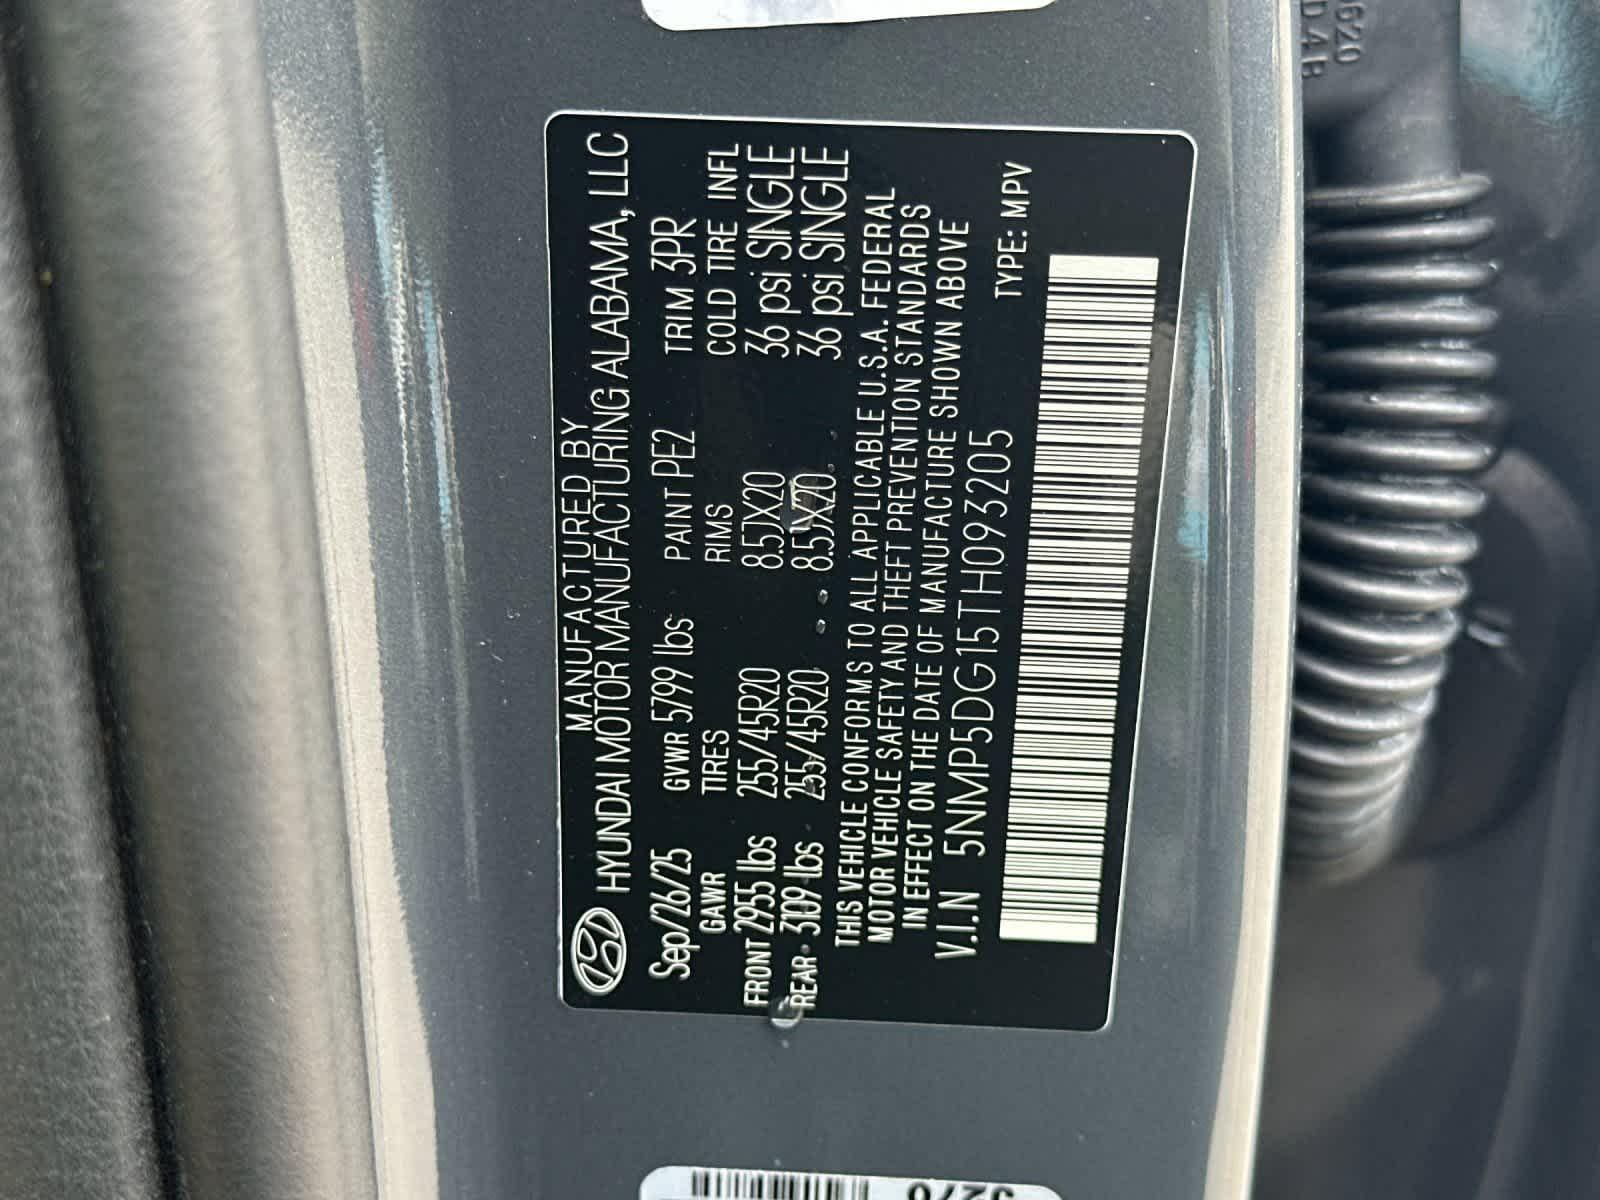 MANUFACTURED BY
HYUNDAI MOTOR MANUFACTURING ALABAMA, LLC
Sep/26/25 GVWR 5799 lbs PAINT PE2 TRIM 3PR
GAWR TIRES RIMS COLD TIRE INFL
FRONT 2955 lbs 255/45R20 8.5JX20 36 psi SINGLE
REAR 3109 lbs 255/45R20 8.5JX20 36 psi SINGLE
THIS VEHICLE CONFORMS TO ALL APPLICABLE U.S.A. FEDERAL
MOTOR VEHICLE SAFETY AND THEFT PREVENTION STANDARDS
IN EFFECT ON THE DATE OF MANUFACTURE SHOWN ABOVE
V.I.N 5NMP5DG15TH093205 TYPE: MPV